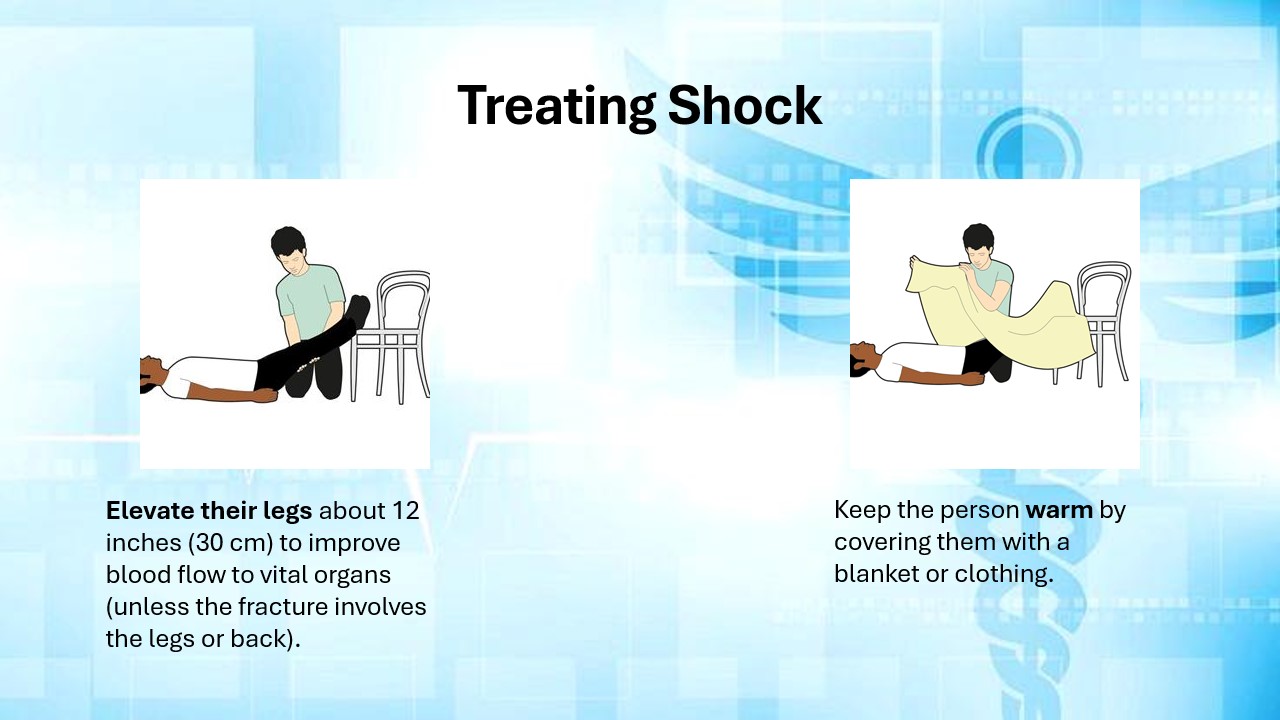 Treating Shock
Elevate their legs about 12
inches (30 cm) to improve
blood flow to vital organs
(unless the fracture involves
the legs or back).
Keep the person warm by
covering them with a
blanket or clothing.